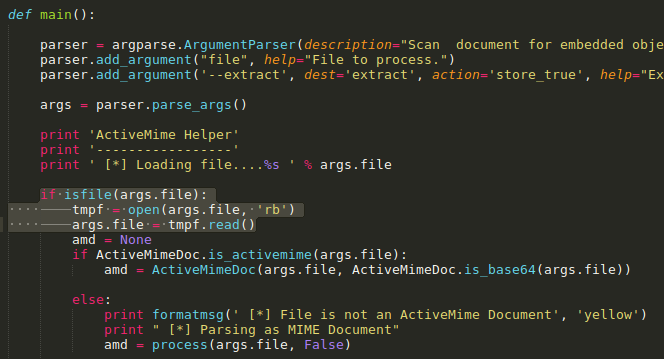 def main():
parser = argparse.ArgumentParser(description="Scan  document for embedded obje
parser.add_argument("file", help="File to process.")
parser.add_argument('--extract', dest='extract', action='store_true', help="Ex
args = parser.parse_args()
print 'ActiveMime Helper'
print '-----------------'
print ' [*] Loading file....%s ' % args.file
if isfile(args.file):
tmpf = open(args.file, 'rb')
args.file = tmpf.read()
amd = None
if ActiveMimeDoc.is_activemime(args.file):
amd = ActiveMimeDoc(args.file, ActiveMimeDoc.is_base64(args.file))
else:
print formatmsg(' [*] File is not an ActiveMime Document', 'yellow')
print " [*] Parsing as MIME Document"
amd = process(args.file, False)